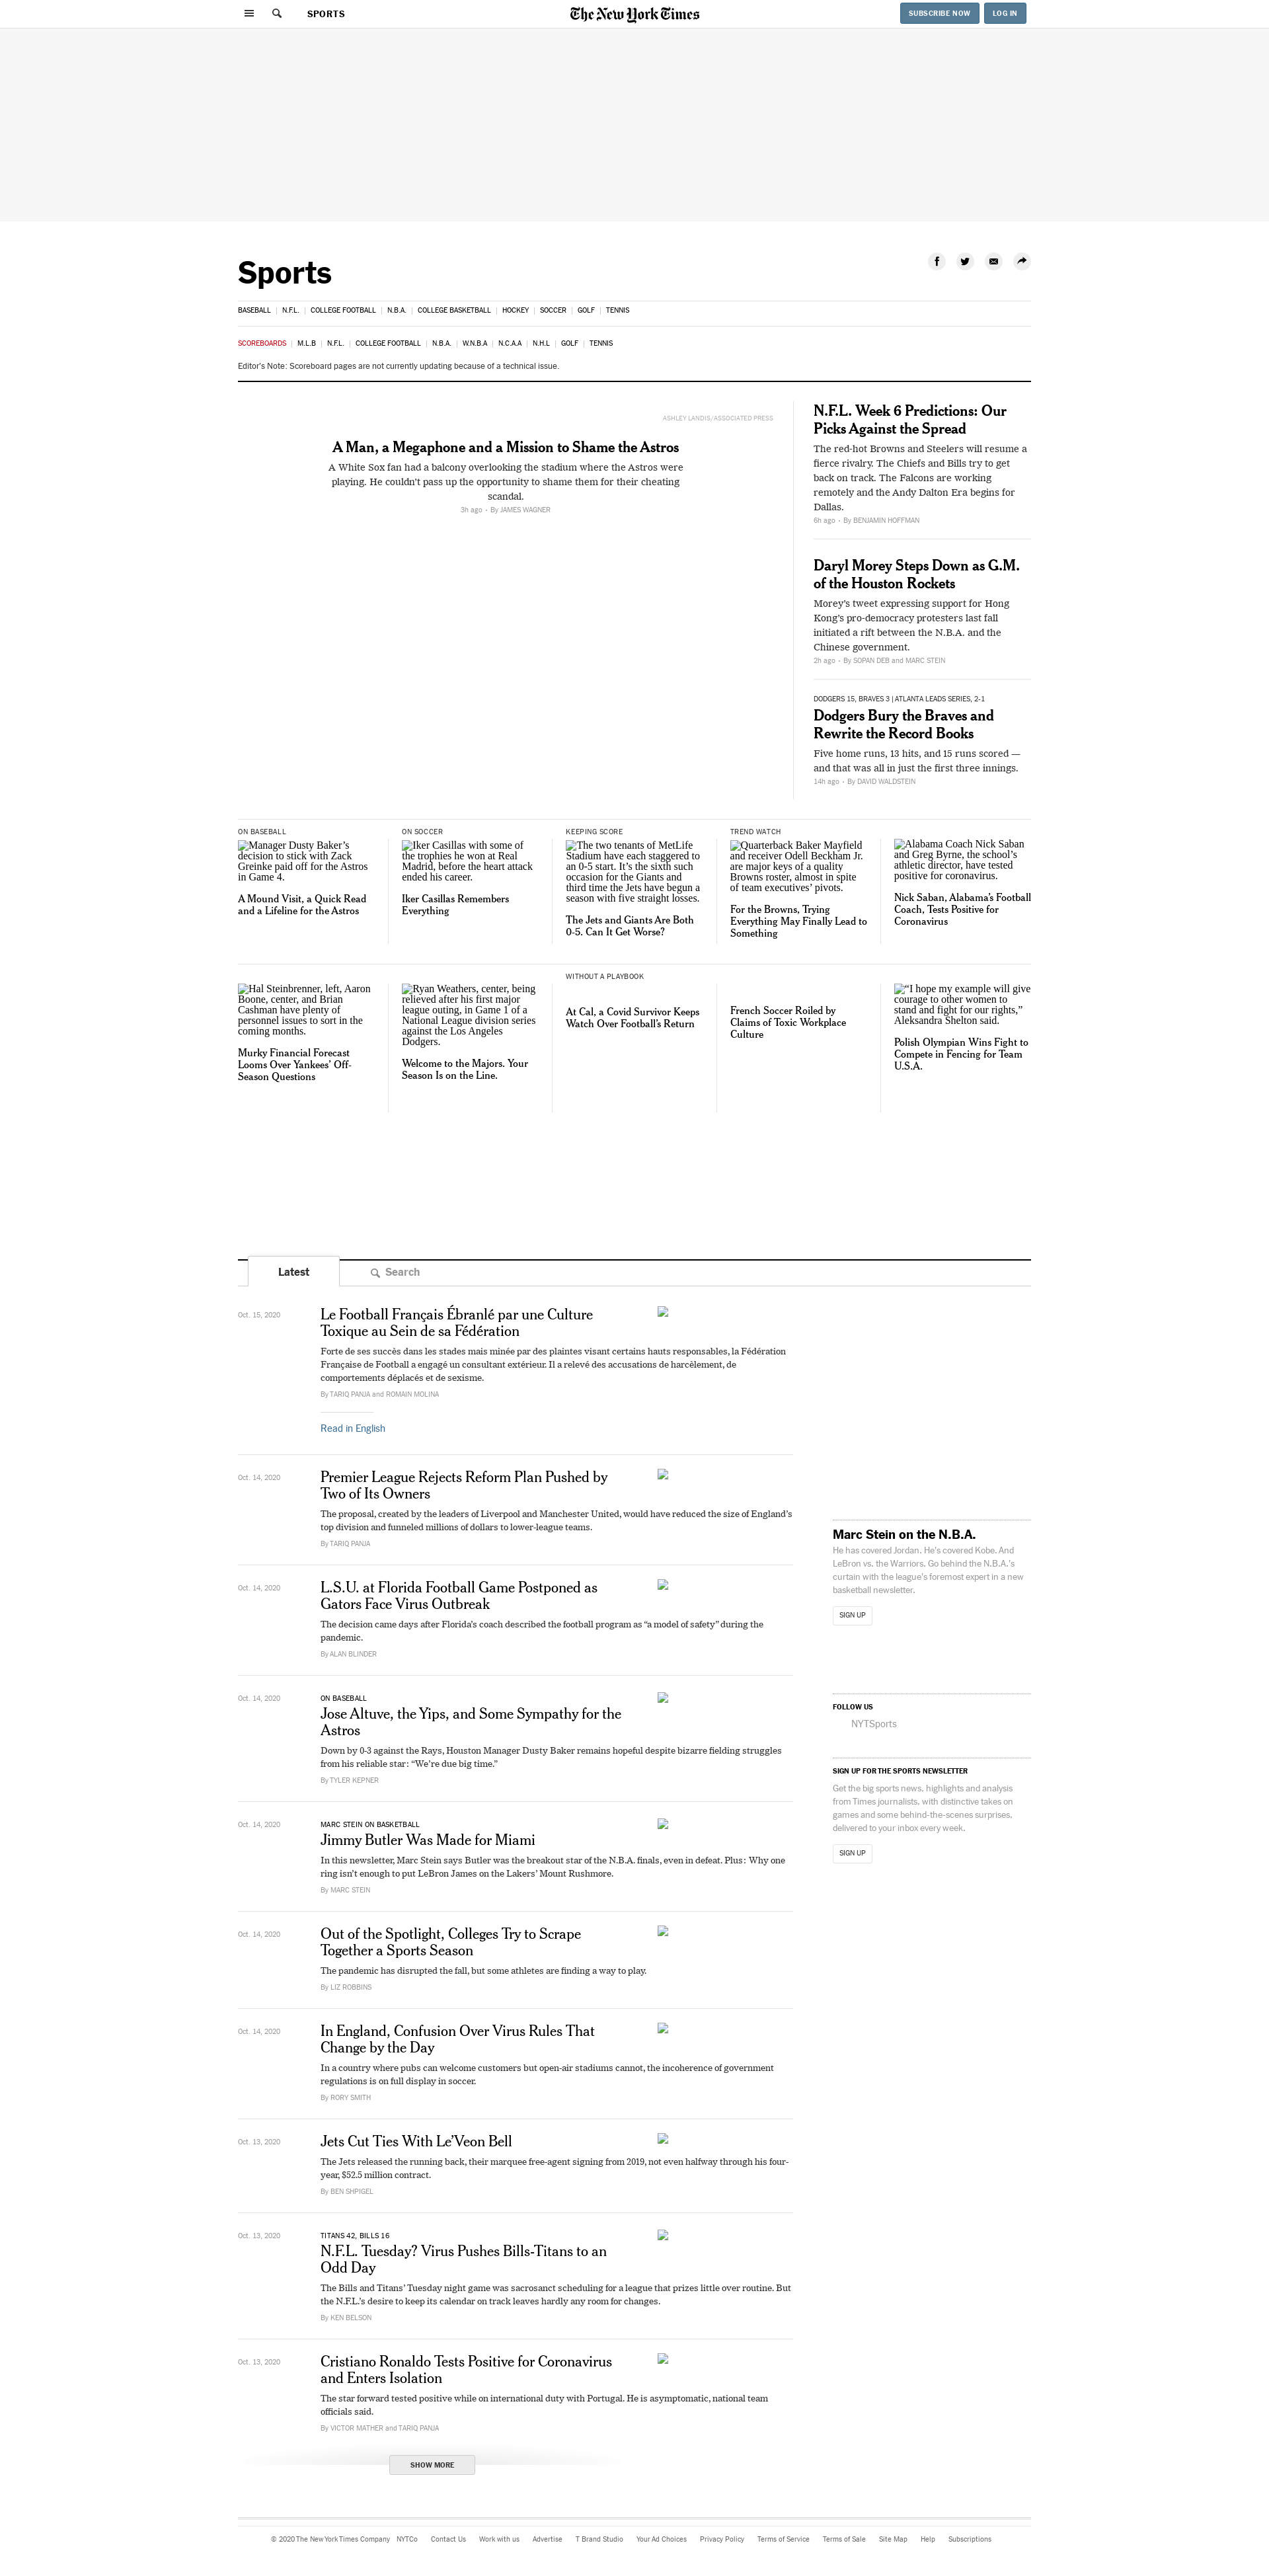 SPORTS
The New York Times
SUBSCRIBE NOW
LOG IN
Sports
BASEBALL | N.F.L. | COLLEGE FOOTBALL | N.B.A. | COLLEGE BASKETBALL | HOCKEY | SOCCER | GOLF | TENNIS
SCOREBOARDS | M.L.B | N.F.L. | COLLEGE FOOTBALL | N.B.A. | W.N.B.A | N.C.A.A | N.H.L | GOLF | TENNIS
Editor's Note: Scoreboard pages are not currently updating because of a technical issue.
ASHLEY LANDIS/ASSOCIATED PRESS
A Man, a Megaphone and a Mission to Shame the Astros
A White Sox fan had a balcony overlooking the stadium where the Astros were
playing. He couldn't pass up the opportunity to shame them for their cheating
scandal.
3h ago • By JAMES WAGNER
N.F.L. Week 6 Predictions: Our
Picks Against the Spread
The red-hot Browns and Steelers will resume a
fierce rivalry. The Chiefs and Bills try to get
back on track. The Falcons are working
remotely and the Andy Dalton Era begins for
Dallas.
6h ago • By BENJAMIN HOFFMAN
Daryl Morey Steps Down as G.M.
of the Houston Rockets
Morey's tweet expressing support for Hong
Kong's pro-democracy protesters last fall
initiated a rift between the N.B.A. and the
Chinese government.
2h ago • By SOPAN DEB and MARC STEIN
DODGERS 15, BRAVES 3 | ATLANTA LEADS SERIES, 2-1
Dodgers Bury the Braves and
Rewrite the Record Books
Five home runs, 13 hits, and 15 runs scored —
and that was all in just the first three innings.
14h ago • By DAVID WALDSTEIN
ON BASEBALL
Manager Dusty Baker's
decision to stick with Zack
Greinke paid off for the Astros
in Game 4.
A Mound Visit, a Quick Read
and a Lifeline for the Astros
ON SOCCER
Iker Casillas with some of
the trophies he won at Real
Madrid, before the heart attack
ended his career.
Iker Casillas Remembers
Everything
KEEPING SCORE
The two tenants of MetLife
Stadium have each staggered to
an 0-5 start. It's the sixth such
occasion for the Giants and
third time the Jets have begun a
season with five straight losses.
The Jets and Giants Are Both
0-5. Can It Get Worse?
TREND WATCH
Quarterback Baker Mayfield
and receiver Odell Beckham Jr.
are major keys of a quality
Browns roster, almost in spite
of team executives' pivots.
For the Browns, Trying
Everything May Finally Lead to
Something
Alabama Coach Nick Saban
and Greg Byrne, the school's
athletic director, have tested
positive for coronavirus.
Nick Saban, Alabama's Football
Coach, Tests Positive for
Coronavirus
Hal Steinbrenner, left, Aaron
Boone, center, and Brian
Cashman have plenty of
personnel issues to sort in the
coming months.
Murky Financial Forecast
Looms Over Yankees' Off-
Season Questions
Ryan Weathers, center, being
relieved after his first major
league outing, in Game 1 of a
National League division series
against the Los Angeles
Dodgers.
Welcome to the Majors. Your
Season Is on the Line.
WITHOUT A PLAYBOOK
At Cal, a Covid Survivor Keeps
Watch Over Football's Return
French Soccer Roiled by
Claims of Toxic Workplace
Culture
"I hope my example will give
courage to other women to
stand and fight for our rights,"
Aleksandra Shelton said.
Polish Olympian Wins Fight to
Compete in Fencing for Team
U.S.A.
Latest
Search
Oct. 15, 2020
Le Football Français Ébranlé par une Culture
Toxique au Sein de sa Fédération
Forte de ses succès dans les stades mais minée par des plaintes visant certains hauts responsables, la Fédération
Française de Football a engagé un consultant extérieur. Il a relevé des accusations de harcèlement, de
comportements déplacés et de sexisme.
By TARIQ PANJA and ROMAIN MOLINA
Read in English
Oct. 14, 2020
Premier League Rejects Reform Plan Pushed by
Two of Its Owners
The proposal, created by the leaders of Liverpool and Manchester United, would have reduced the size of England's
top division and funneled millions of dollars to lower-league teams.
By TARIQ PANJA
Oct. 14, 2020
L.S.U. at Florida Football Game Postponed as
Gators Face Virus Outbreak
The decision came days after Florida's coach described the football program as "a model of safety" during the
pandemic.
By ALAN BLINDER
Oct. 14, 2020
ON BASEBALL
Jose Altuve, the Yips, and Some Sympathy for the
Astros
Down by 0-3 against the Rays, Houston Manager Dusty Baker remains hopeful despite bizarre fielding struggles
from his reliable star: "We're due big time."
By TYLER KEPNER
Oct. 14, 2020
MARC STEIN ON BASKETBALL
Jimmy Butler Was Made for Miami
In this newsletter, Marc Stein says Butler was the breakout star of the N.B.A. finals, even in defeat. Plus: Why one
ring isn't enough to put LeBron James on the Lakers' Mount Rushmore.
By MARC STEIN
Oct. 14, 2020
Out of the Spotlight, Colleges Try to Scrape
Together a Sports Season
The pandemic has disrupted the fall, but some athletes are finding a way to play.
By LIZ ROBBINS
Oct. 14, 2020
In England, Confusion Over Virus Rules That
Change by the Day
In a country where pubs can welcome customers but open-air stadiums cannot, the incoherence of government
regulations is on full display in soccer.
By RORY SMITH
Oct. 13, 2020
Jets Cut Ties With Le'Veon Bell
The Jets released the running back, their marquee free-agent signing from 2019, not even halfway through his four-
year, $52.5 million contract.
By BEN SHPIGEL
Oct. 13, 2020
TITANS 42, BILLS 16
N.F.L. Tuesday? Virus Pushes Bills-Titans to an
Odd Day
The Bills and Titans' Tuesday night game was sacrosanct scheduling for a league that prizes little over routine. But
the N.F.L.'s desire to keep its calendar on track leaves hardly any room for changes.
By KEN BELSON
Oct. 13, 2020
Cristiano Ronaldo Tests Positive for Coronavirus
and Enters Isolation
The star forward tested positive while on international duty with Portugal. He is asymptomatic, national team
officials said.
By VICTOR MATHER and TARIQ PANJA
SHOW MORE
Marc Stein on the N.B.A.
He has covered Jordan. He's covered Kobe. And
LeBron vs. the Warriors. Go behind the N.B.A.'s
curtain with the league's foremost expert in a new
basketball newsletter.
SIGN UP
FOLLOW US
NYTSports
SIGN UP FOR THE SPORTS NEWSLETTER
Get the big sports news, highlights and analysis
from Times journalists, with distinctive takes on
games and some behind-the-scenes surprises,
delivered to your inbox every week.
SIGN UP
© 2020 The New York Times Company NYTCo Contact Us Work with us Advertise T Brand Studio Your Ad Choices Privacy Policy Terms of Service Terms of Sale Site Map Help Subscriptions